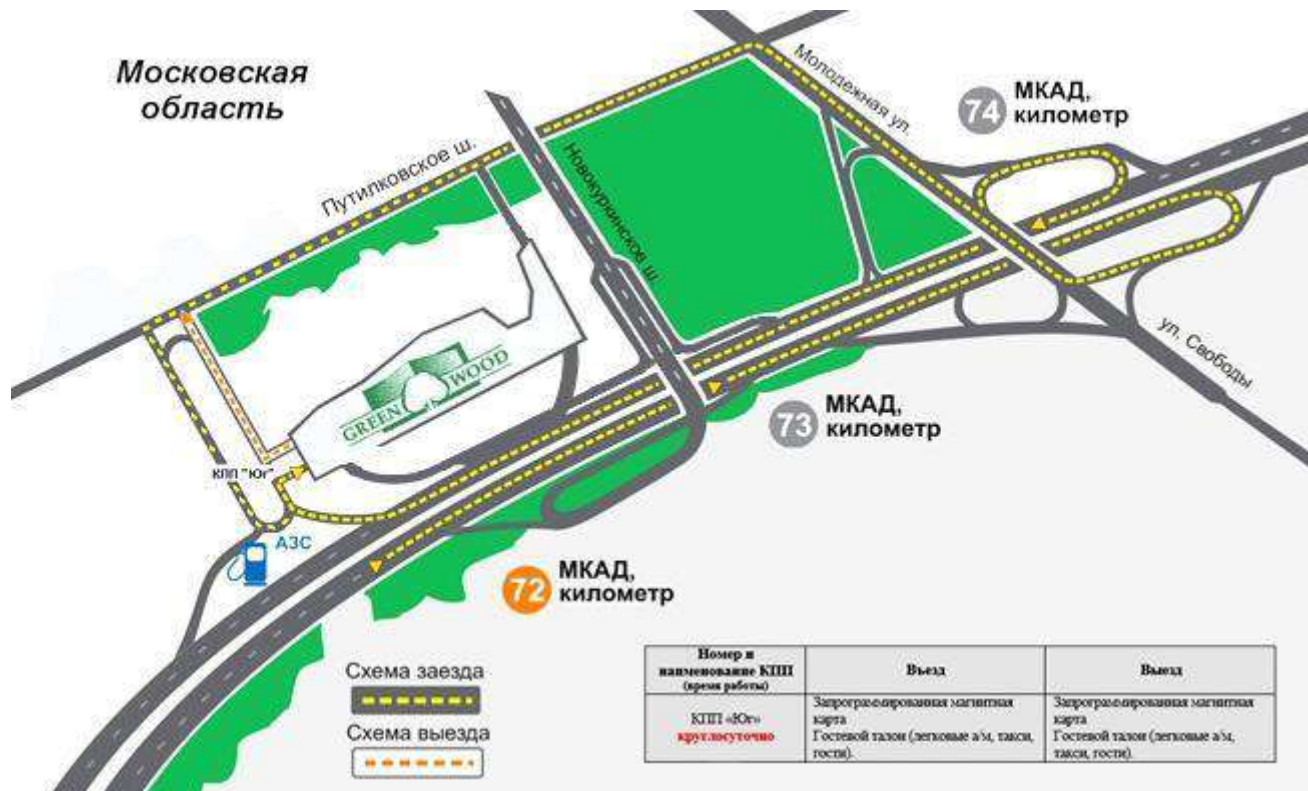 Московская
область
Путилковское ш.
Новокуркинское ш.
Молодежная ул.
74
МКАД,
километр
ул. Свободы
GREEN WOOD
73
МКАД,
километр
КПП "Юг"
АЗС
72
МКАД,
километр
Схема заезда
Схема выезда
Номер и
наименование КПП
(время работы)
Въезд
Выезд
КПП «Юг»
круглосуточно
Запрограммированная магнитная
карта
Гостевой талон (легковые а/м, такси,
гости).
Запрограммированная магнитная
карта
Гостевой талон (легковые а/м,
такси, гости).